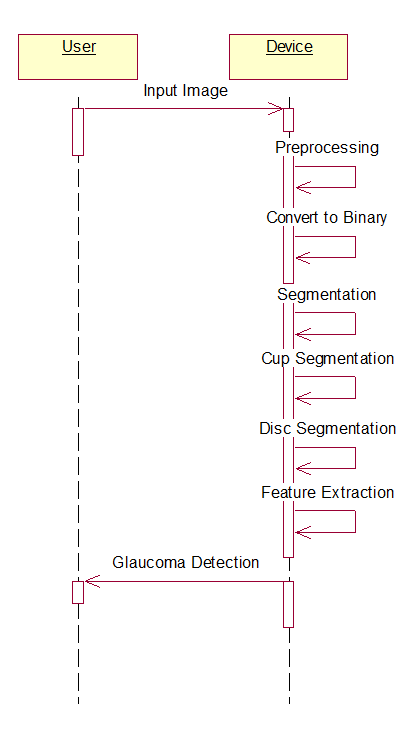 User
Device
Input Image
Preprocessing
Convert to Binary
Segmentation
Cup Segmentation
Disc Segmentation
Feature Extraction
Glaucoma Detection